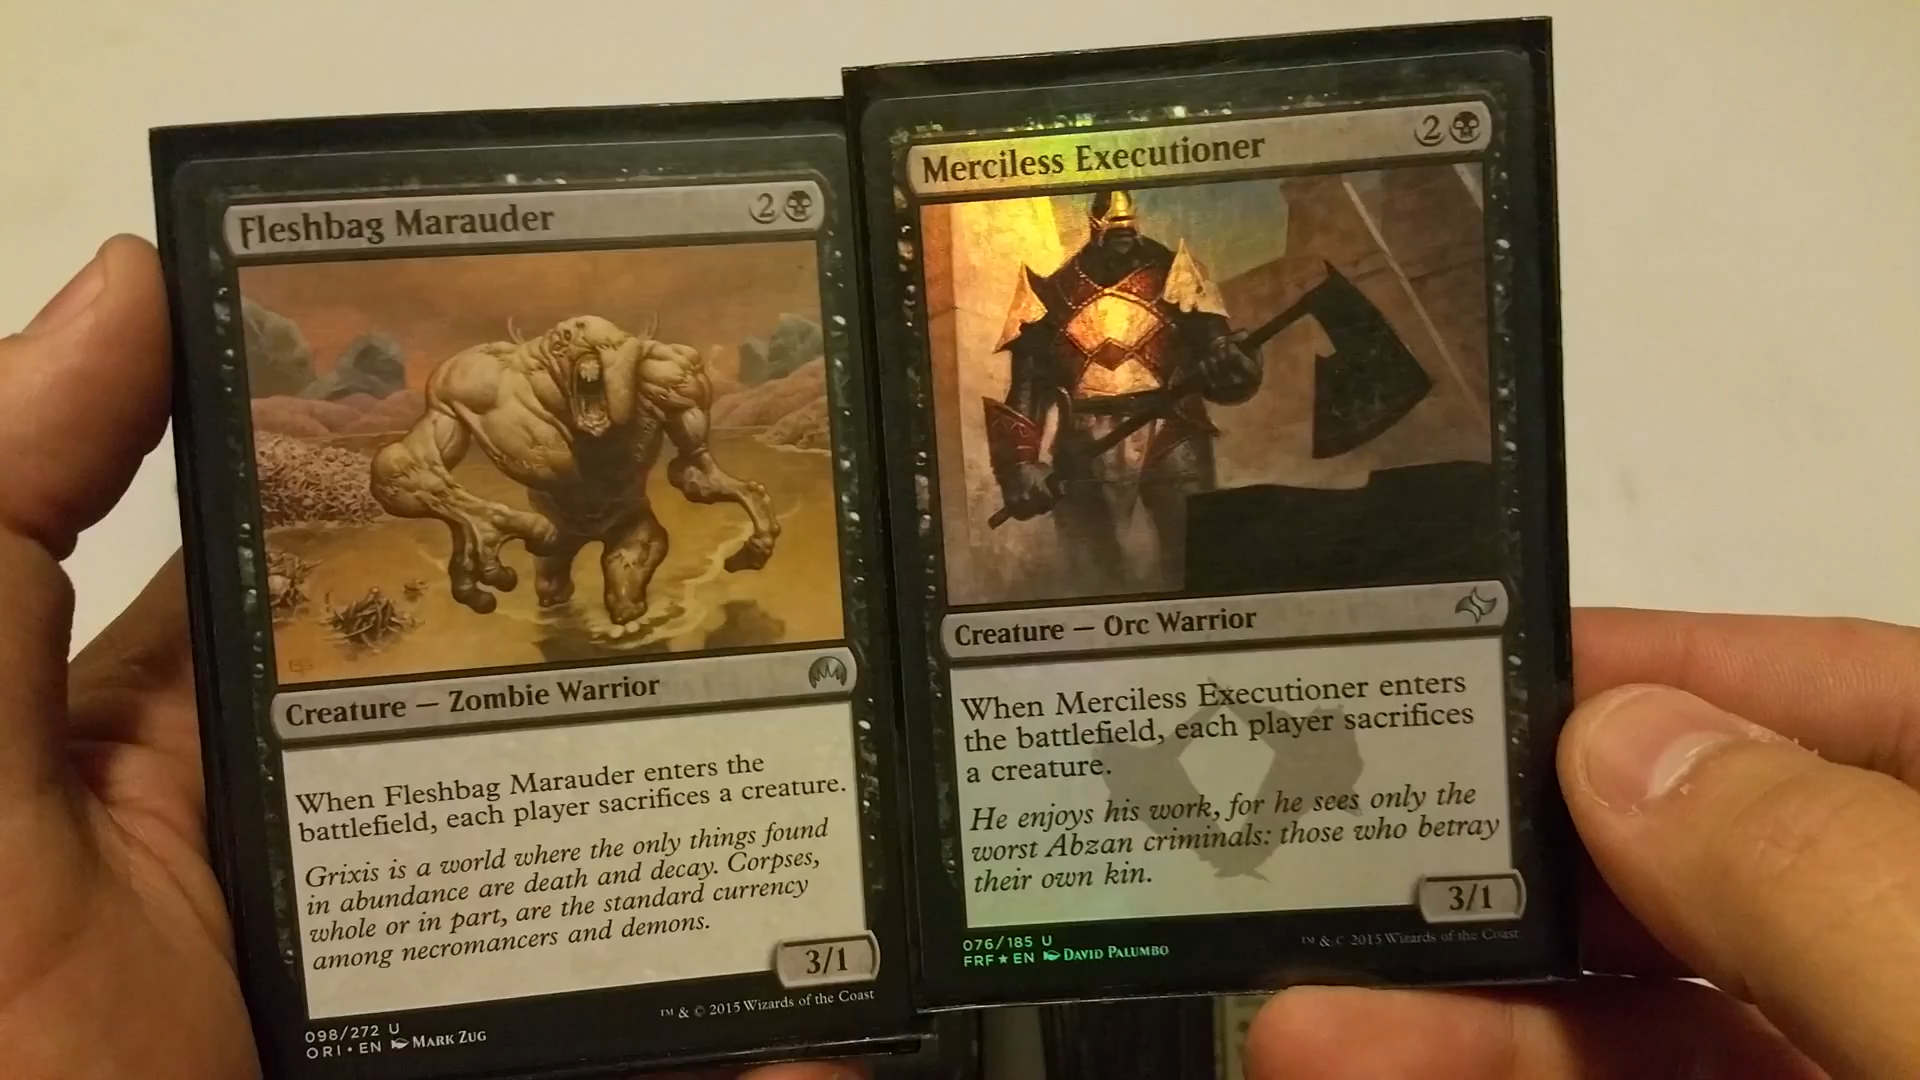 Fleshbag Marauder
2
Creature — Zombie Warrior
When Fleshbag Marauder enters the
battlefield, each player sacrifices a creature.
Grixis is a world where the only things found
in abundance are death and decay. Corpses,
whole or in part, are the standard currency
among necromancers and demons.
3/1
098/272 U
ORI • EN MARK ZUG
™ & © 2015 Wizards of the Coast
Merciless Executioner
2
Creature — Orc Warrior
When Merciless Executioner enters
the battlefield, each player sacrifices
a creature.
He enjoys his work, for he sees only the
worst Abzan criminals: those who betray
their own kin.
3/1
076/185 U
FRF ★ EN DAVID PALUMBO
™ & © 2015 Wizards of the Coast